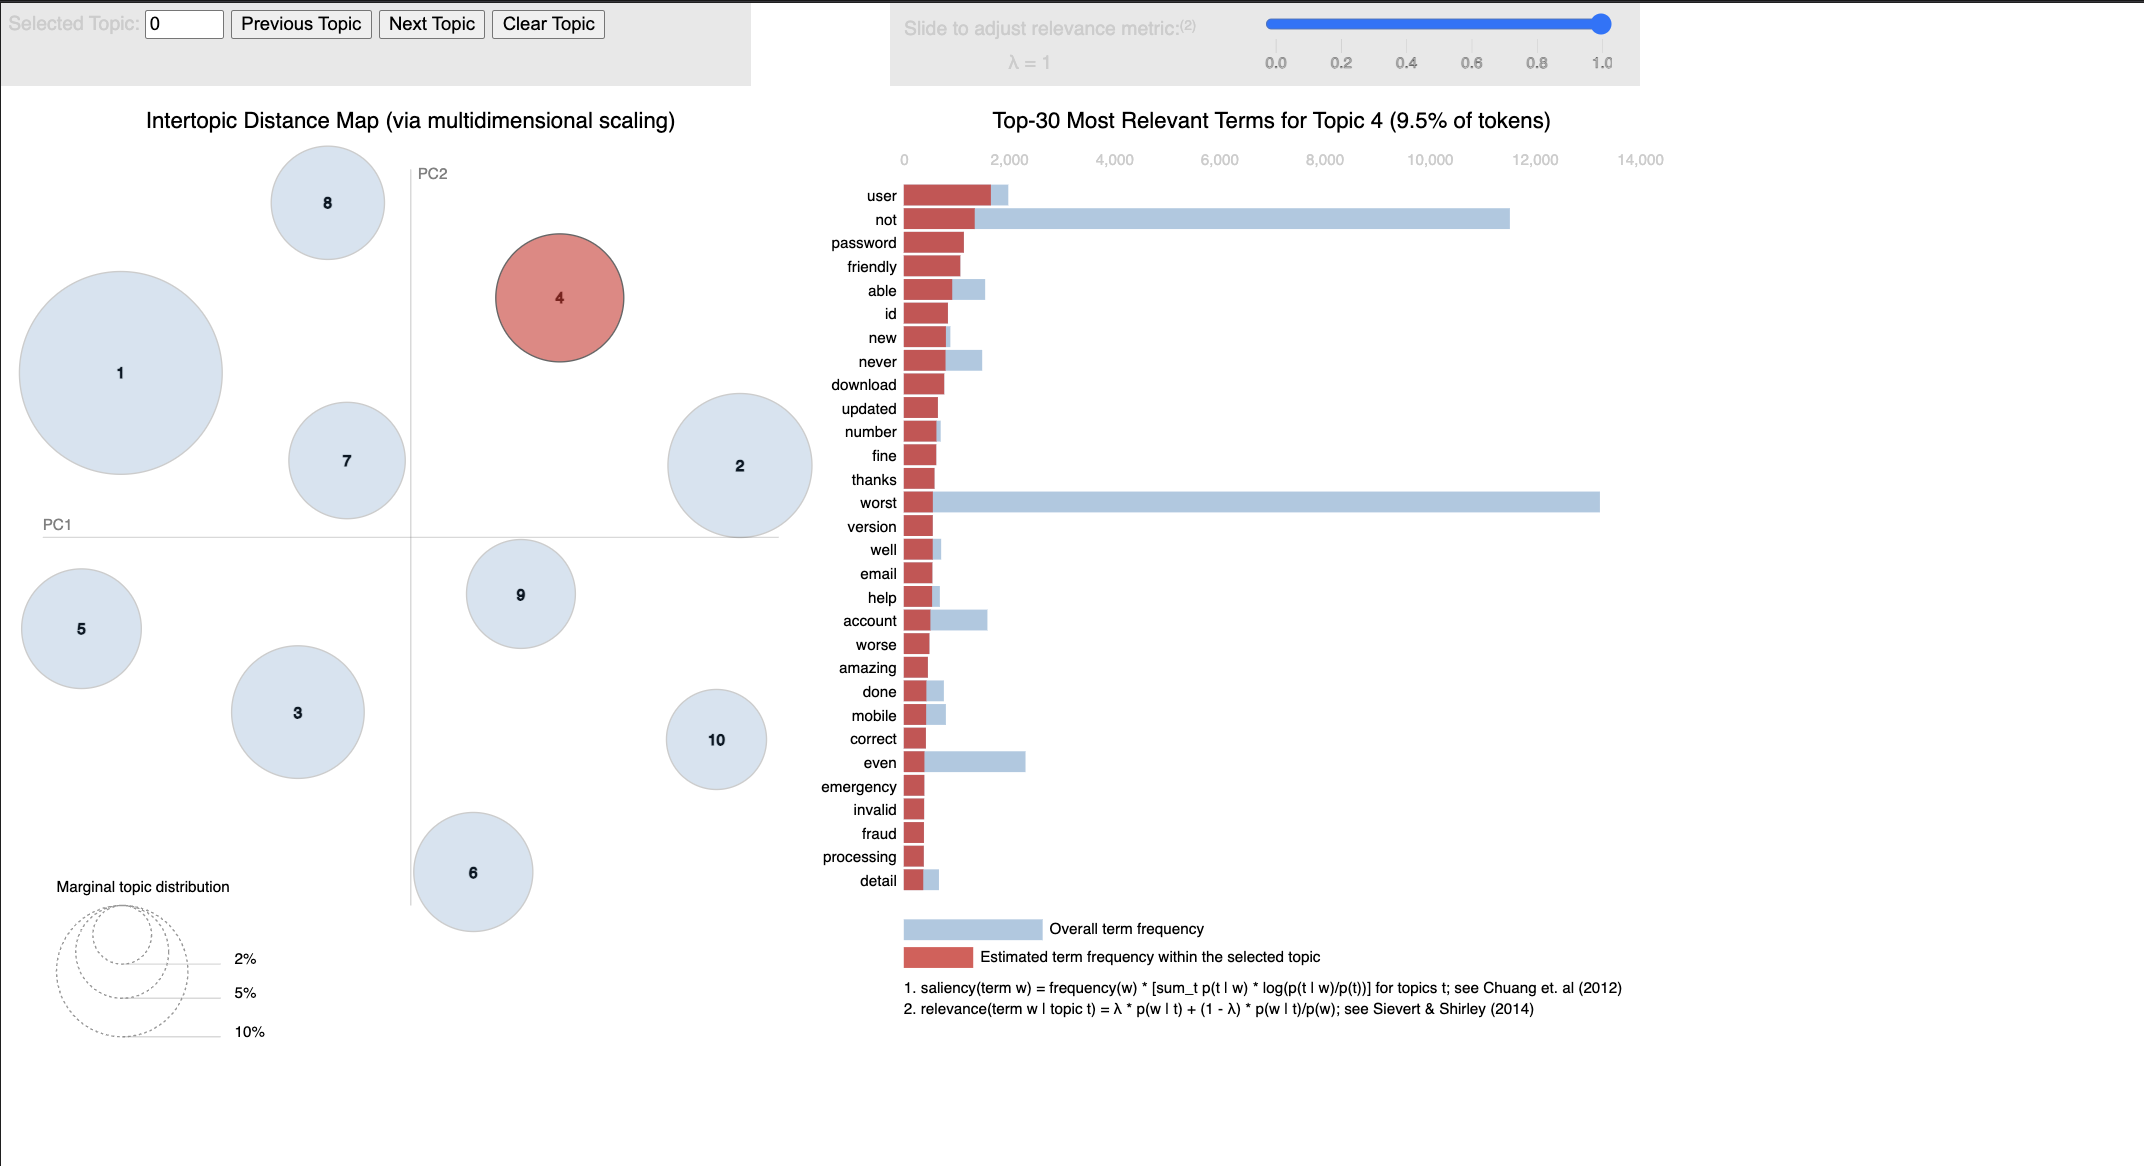 Selected Topic: 0 Previous Topic Next Topic Clear Topic
Slide to adjust relevance metric:(2)
λ = 1
0.0 0.2 0.4 0.6 0.8 1.0
Intertopic Distance Map (via multidimensional scaling)
PC2
8
4
1
7
2
PC1
9
5
3
10
6
Marginal topic distribution
2%
5%
10%
Top-30 Most Relevant Terms for Topic 4 (9.5% of tokens)
0 2,000 4,000 6,000 8,000 10,000 12,000 14,000
user
not
password
friendly
able
id
new
never
download
updated
number
fine
thanks
worst
version
well
email
help
account
worse
amazing
done
mobile
correct
even
emergency
invalid
fraud
processing
detail
Overall term frequency
Estimated term frequency within the selected topic
1. saliency(term w) = frequency(w) * [sum_t p(t | w) * log(p(t | w)/p(t))] for topics t; see Chuang et. al (2012)
2. relevance(term w | topic t) = λ * p(w | t) + (1 - λ) * p(w | t)/p(w); see Sievert & Shirley (2014)